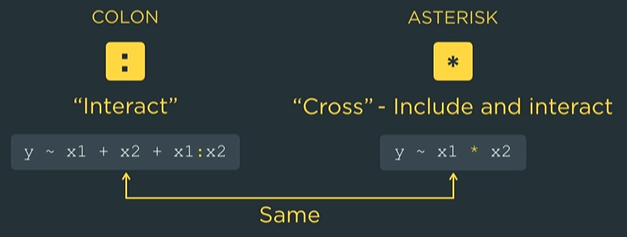 COLON
:
"Interact"
y ~ x1 + x2 + x1:x2
ASTERISK
*
"Cross" - Include and interact
y ~ x1 * x2
Same